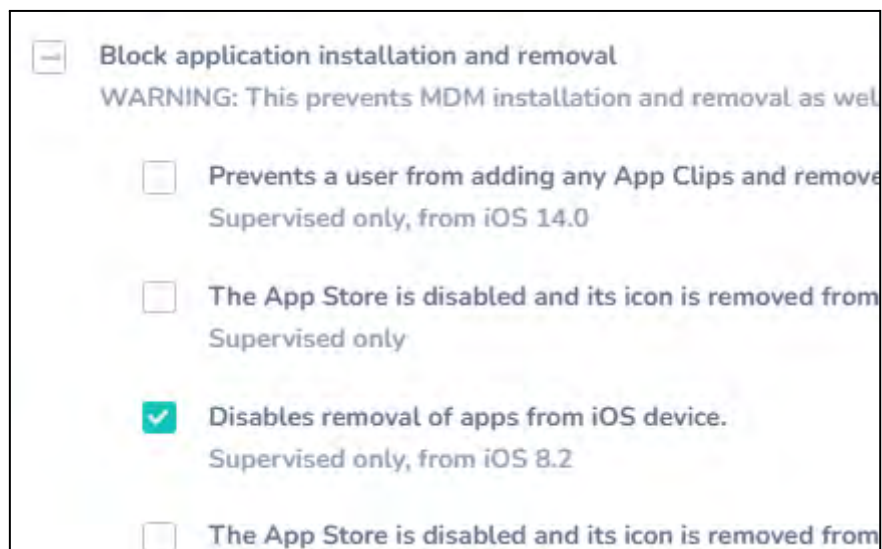 Block application installation and removal
WARNING: This prevents MDM installation and removal as wel
Prevents a user from adding any App Clips and remove
Supervised only, from iOS 14.0
The App Store is disabled and its icon is removed from
Supervised only
Disables removal of apps from iOS device.
Supervised only, from iOS 8.2
The App Store is disabled and its icon is removed from